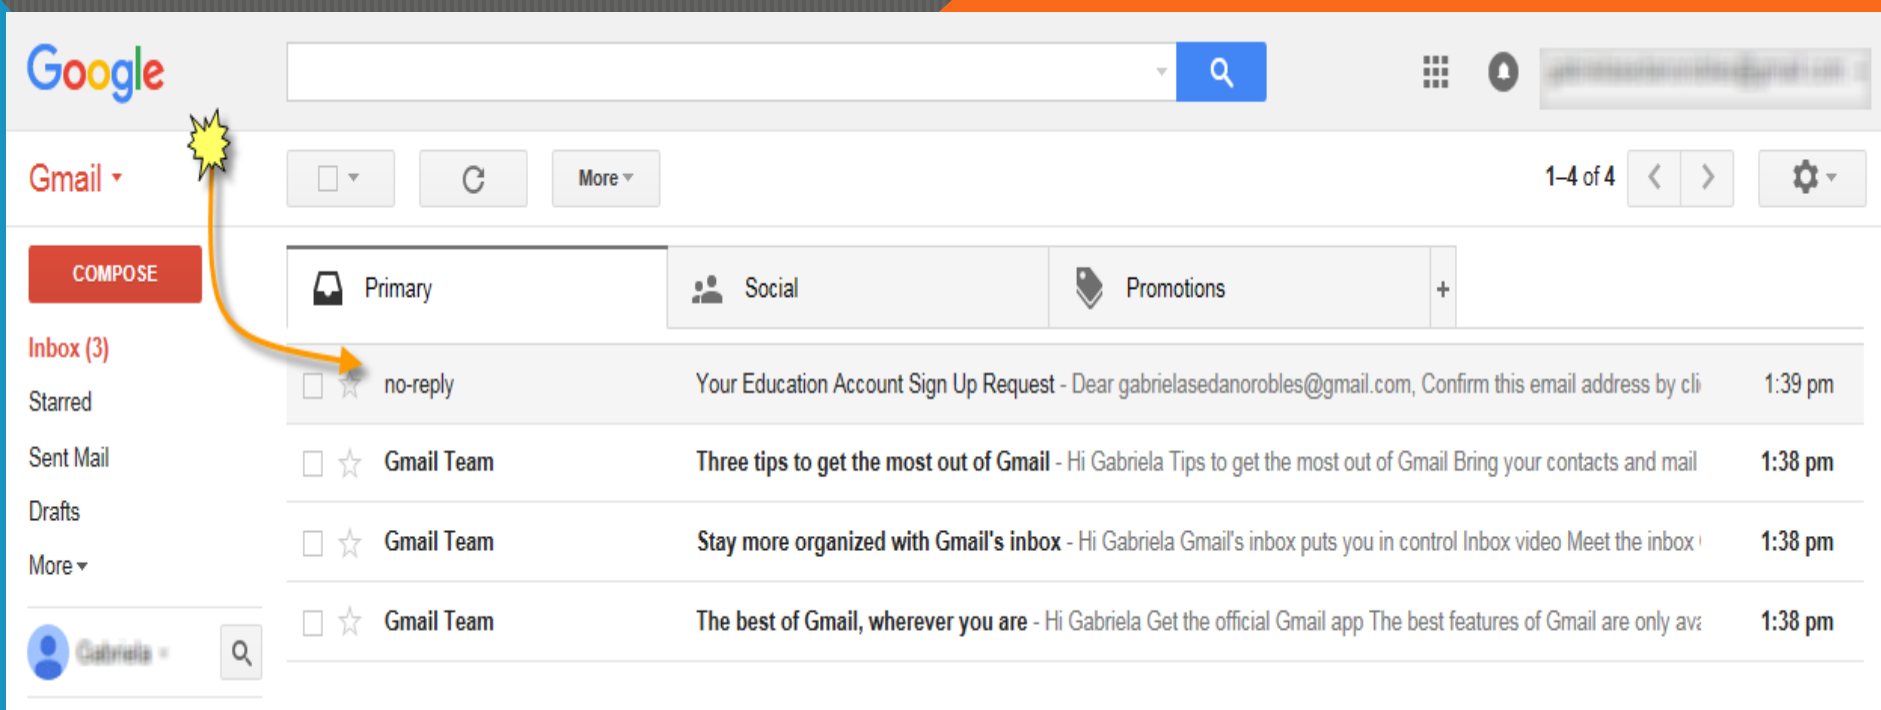 Google
Gmail
More
1–4 of 4
COMPOSE
Primary
Social
Promotions
+
Inbox (3)
Starred
Sent Mail
Drafts
More
no-reply Your Education Account Sign Up Request - Dear gabrielasedanorobles@gmail.com, Confirm this email address by cli 1:39 pm
Gmail Team Three tips to get the most out of Gmail - Hi Gabriela Tips to get the most out of Gmail Bring your contacts and mail 1:38 pm
Gmail Team Stay more organized with Gmail's inbox - Hi Gabriela Gmail's inbox puts you in control Inbox video Meet the inbox 1:38 pm
Gmail Team The best of Gmail, wherever you are - Hi Gabriela Get the official Gmail app The best features of Gmail are only ava 1:38 pm